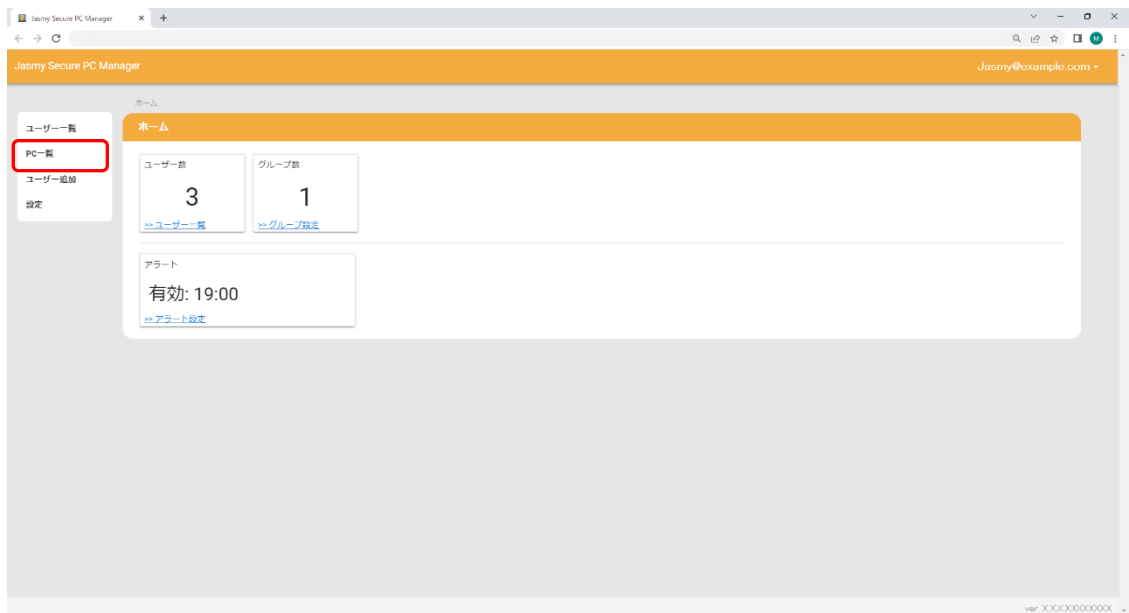 Jasmy Secure PC Manager
Jasmy Secure PC Manager
Jasmy@example.com
ホーム
ユーザー一覧
PC一覧
ユーザー追加
設定
ホーム
ユーザー数
3
>> ユーザー一覧
グループ数
1
>> グループ設定
アラート
有効: 19:00
>> アラート設定
M
ver. X.X.XXXXXXXXXX